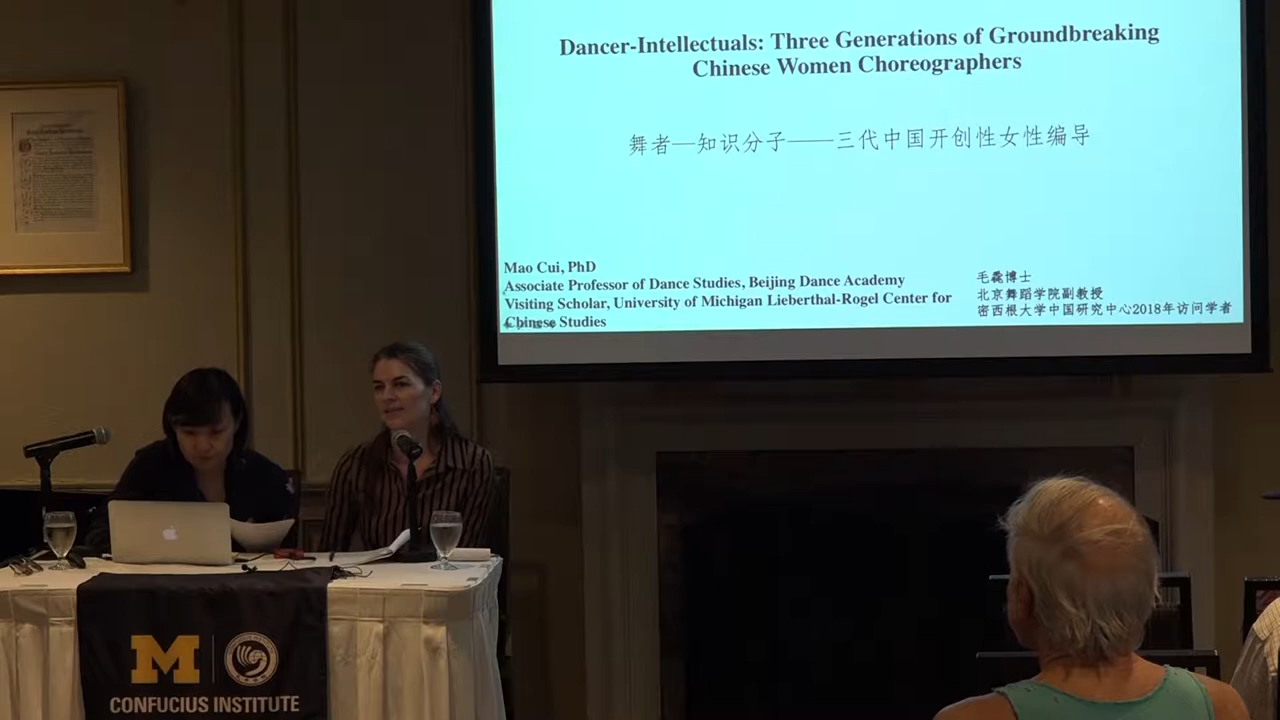 Dancer-Intellectuals: Three Generations of Groundbreaking
Chinese Women Choreographers
舞者—知识分子——三代中国开创性女性编导
Mao Cui, PhD
Associate Professor of Dance Studies, Beijing Dance Academy
Visiting Scholar, University of Michigan Lieberthal-Rogel Center for
Chinese Studies
毛毳博士
北京舞蹈学院副教授
密西根大学中国研究中心2018年访问学者
M
CONFUCIUS INSTITUTE